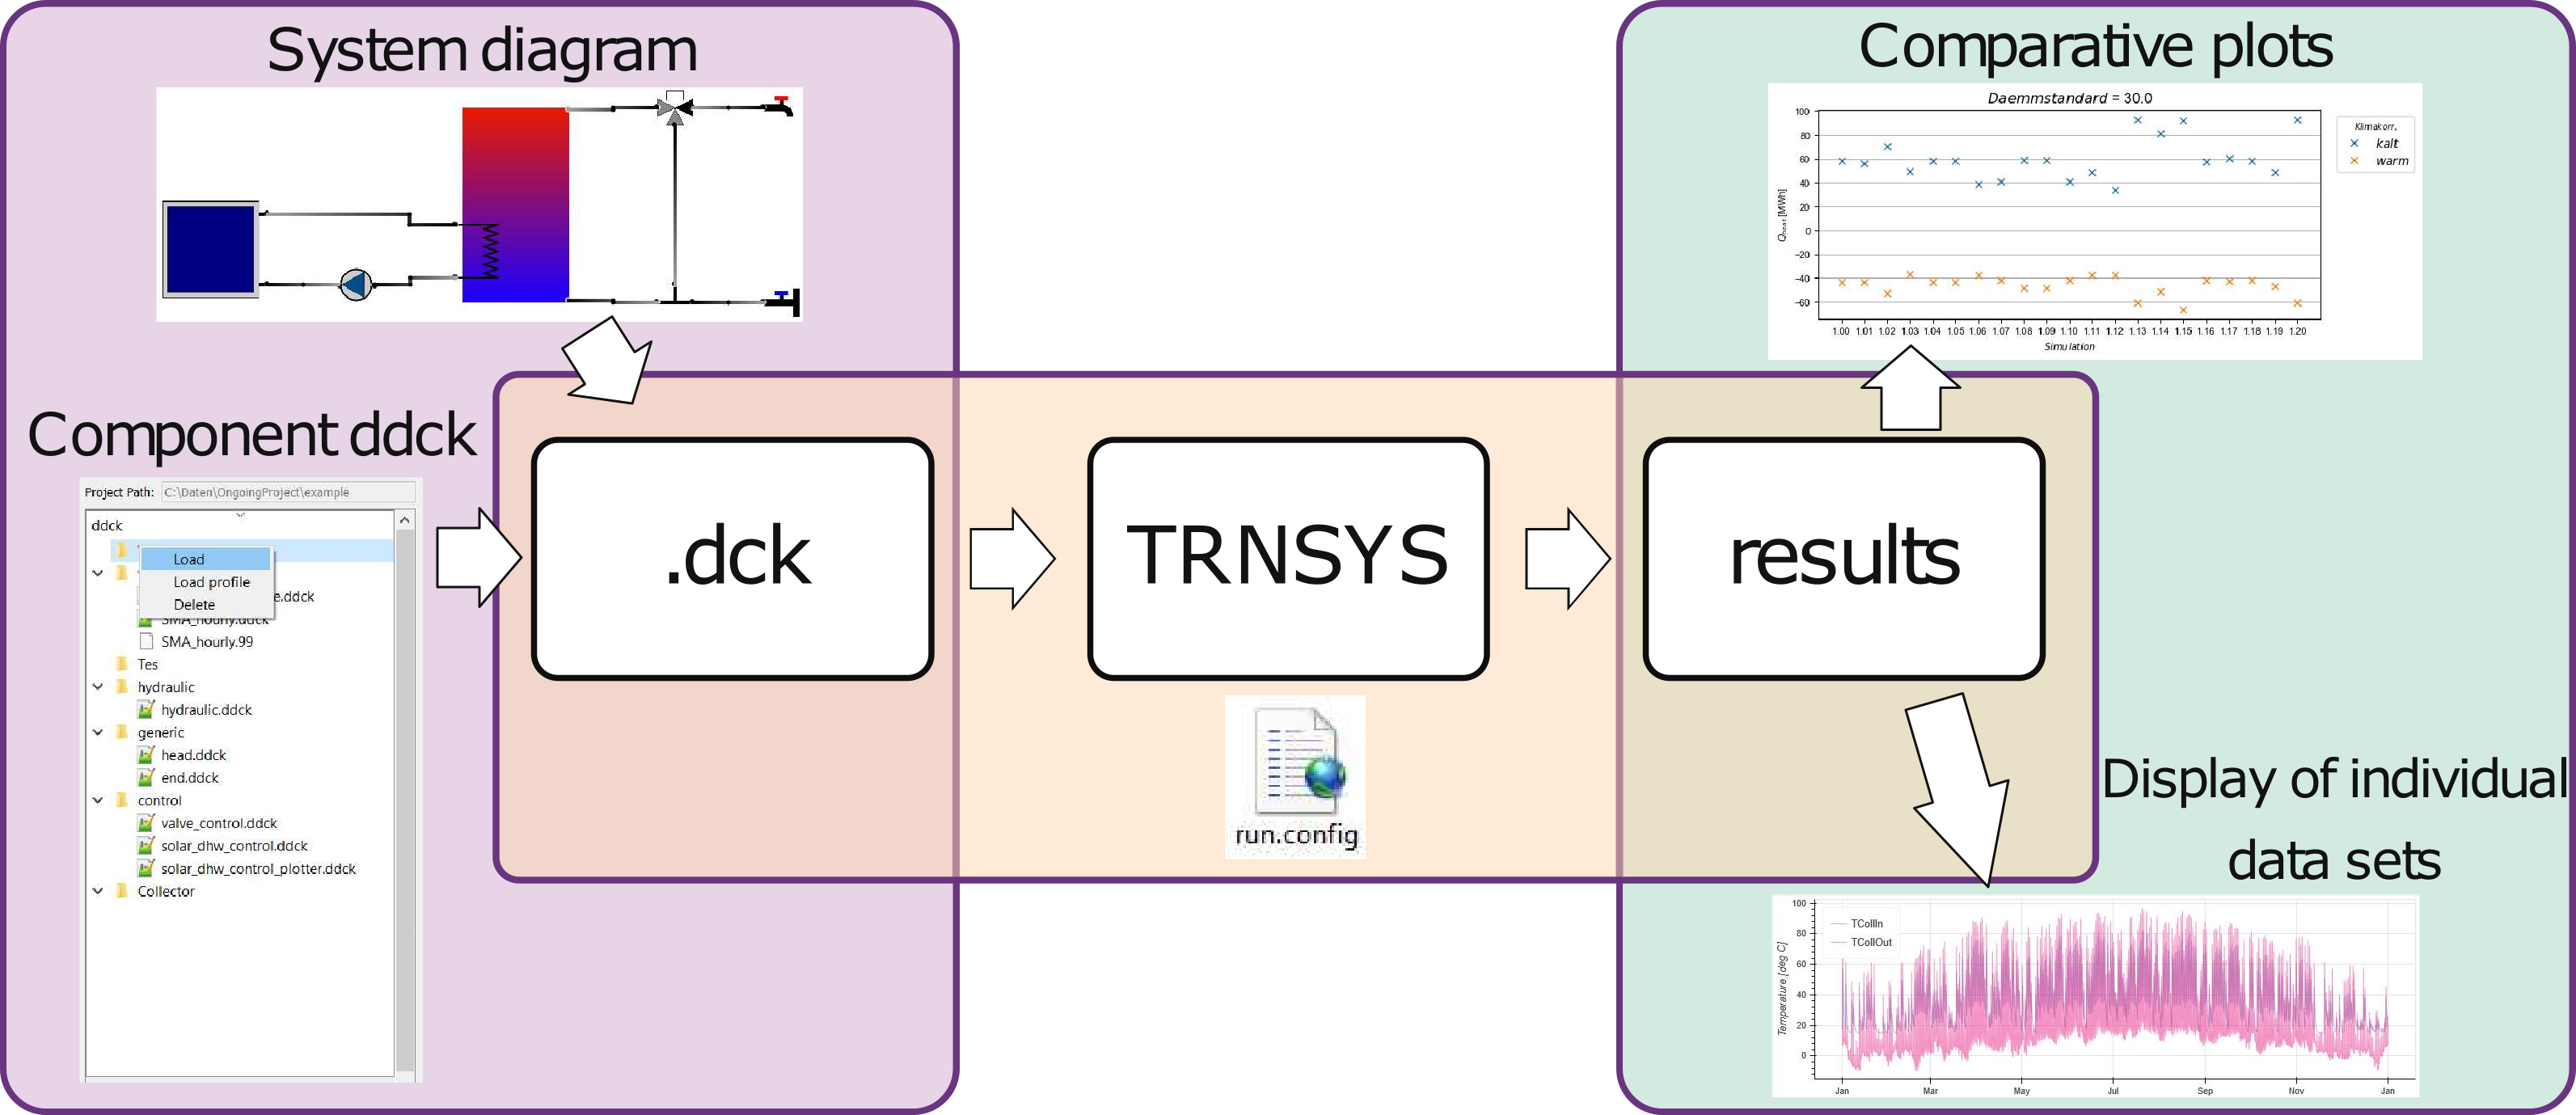 System diagram
Component ddck
Project Path: C:\Daten\OngoingProject\example
ddck
Load
Load profile
Delete
e.ddck
SMA_hourly.ddck
SMA_hourly.99
Tes
hydraulic
hydraulic.ddck
generic
head.ddck
end.ddck
control
valve_control.ddck
solar_dhw_control.ddck
solar_dhw_control_plotter.ddck
Collector
.dck
TRNSYS
run.config
results
Comparative plots
Daemmstandard = 30.0
Qheat [MWh]
100
80
60
40
20
0
−20
−40
−60
1.00 1.01 1.02 1.03 1.04 1.05 1.06 1.07 1.08 1.09 1.10 1.11 1.12 1.13 1.14 1.15 1.16 1.17 1.18 1.19 1.20
Simulation
Klimakorr.
kalt
warm
Display of individual
data sets
Temperature [deg C]
100
80
60
40
20
0
TCollIn
TCollOut
Jan Mar May Jul Sep Nov Jan